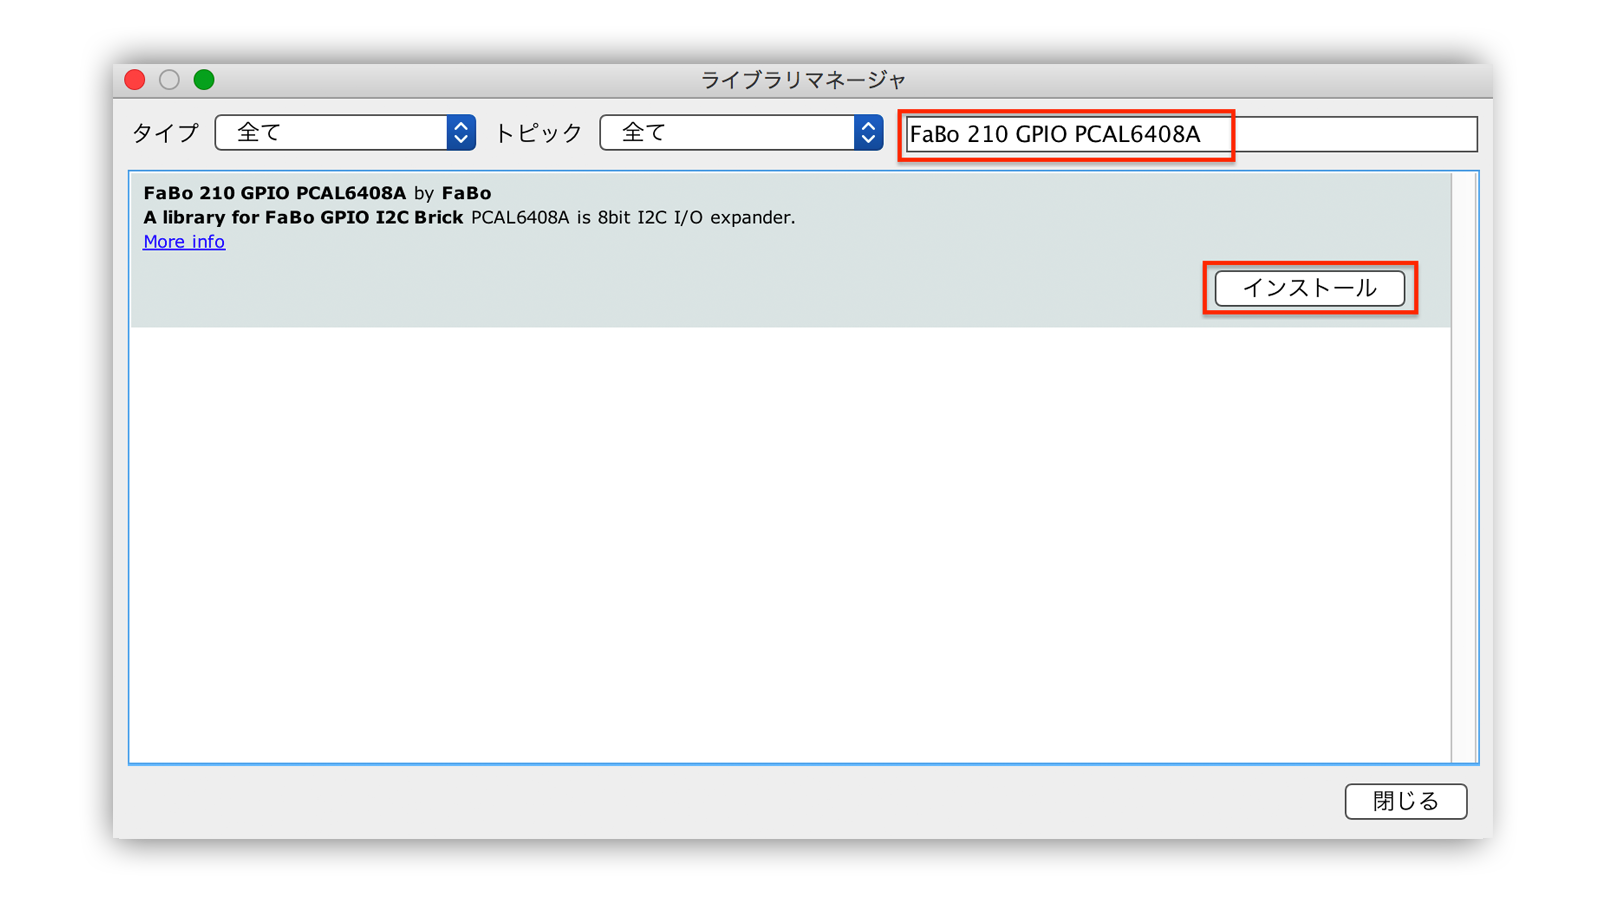 ライブラリマネージャ
タイプ 全て トピック 全て FaBo 210 GPIO PCAL6408A
FaBo 210 GPIO PCAL6408A by FaBo
A library for FaBo GPIO I2C Brick PCAL6408A is 8bit I2C I/O expander.
More info
インストール
閉じる